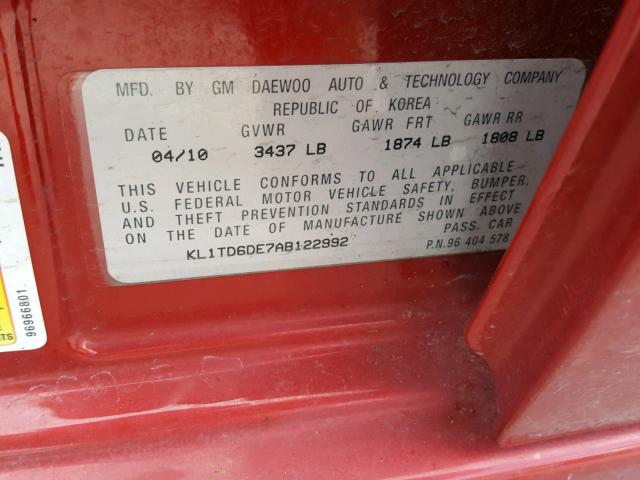 MFD. BY GM DAEWOO AUTO & TECHNOLOGY COMPANY
REPUBLIC OF KOREA
DATE GVWR GAWR FRT GAWR RR
04/10 3437 LB 1874 LB 1808 LB
THIS VEHICLE CONFORMS TO ALL APPLICABLE
U.S. FEDERAL MOTOR VEHICLE SAFETY, BUMPER,
AND THEFT PREVENTION STANDARDS IN EFFECT
ON THE DATE OF MANUFACTURE SHOWN ABOVE
PASS. CAR
KL1TD6DE7AB122992
P.N.96 404 578
96966801